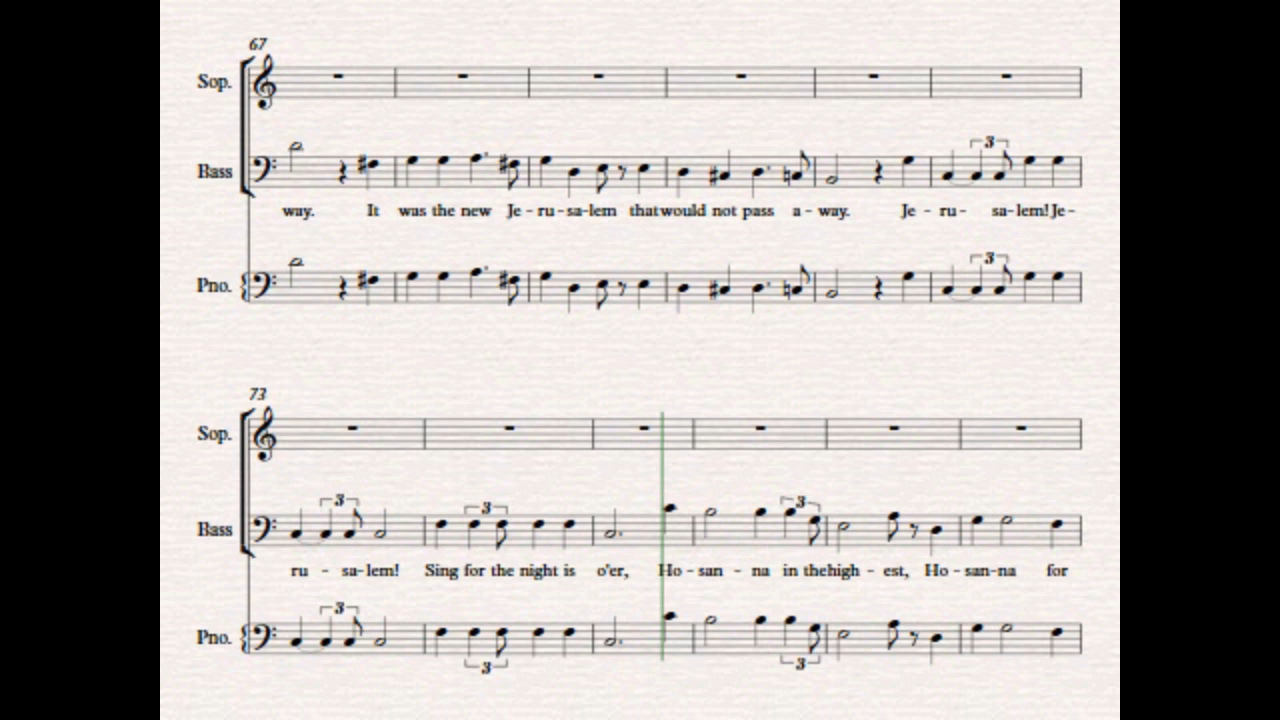 67
Sop.
Bass
3
way. It was the new Je - ru - sa - lem that would not pass a - way. Je - ru - sa - lem! Je -
3
Pno.
73
Sop.
3 3 3
Bass
ru - sa - lem! Sing for the night is o'er, Ho - san - na in the high - est, Ho - san - na for
3
Pno.
3 3